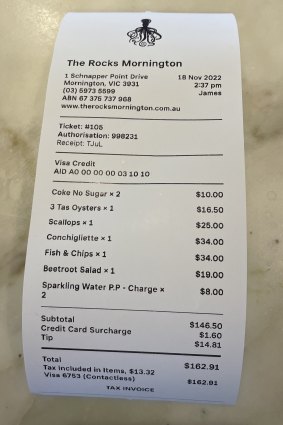 The Rocks Mornington
1 Schnapper Point Drive 18 Nov 2022
Mornington, VIC 3931 2:37 pm
(03) 5973 5599 James
ABN 67 375 737 968
www.therocksmornington.com.au
Ticket: #105
Authorisation: 998231
Receipt: TJuL
Visa Credit
AID A0 00 00 00 03 10 10
Coke No Sugar × 2 $10.00
3 Tas Oysters × 1 $16.50
Scallops × 1 $25.00
Conchigliette × 1 $34.00
Fish & Chips × 1 $34.00
Beetroot Salad × 1 $19.00
Sparkling Water P.P - Charge × $8.00
2
Subtotal $146.50
Credit Card Surcharge $1.60
Tip $14.81
Total $162.91
Tax included in Items, $13.32
Visa 6753 (Contactless) $162.91
TAX INVOICE